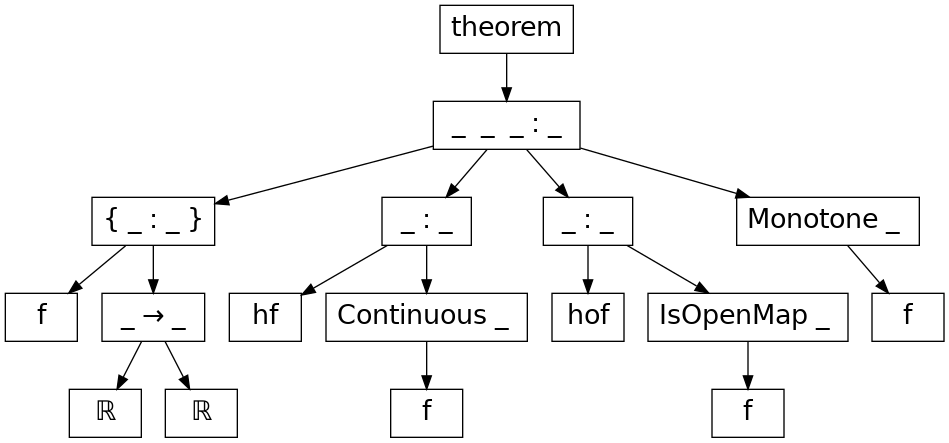 theorem
_ _ _ : _
{ _ : _ }
_ : _
_ : _
Monotone _
f
_ → _
hf
Continuous _
hof
IsOpenMap _
f
ℝ
ℝ
f
f